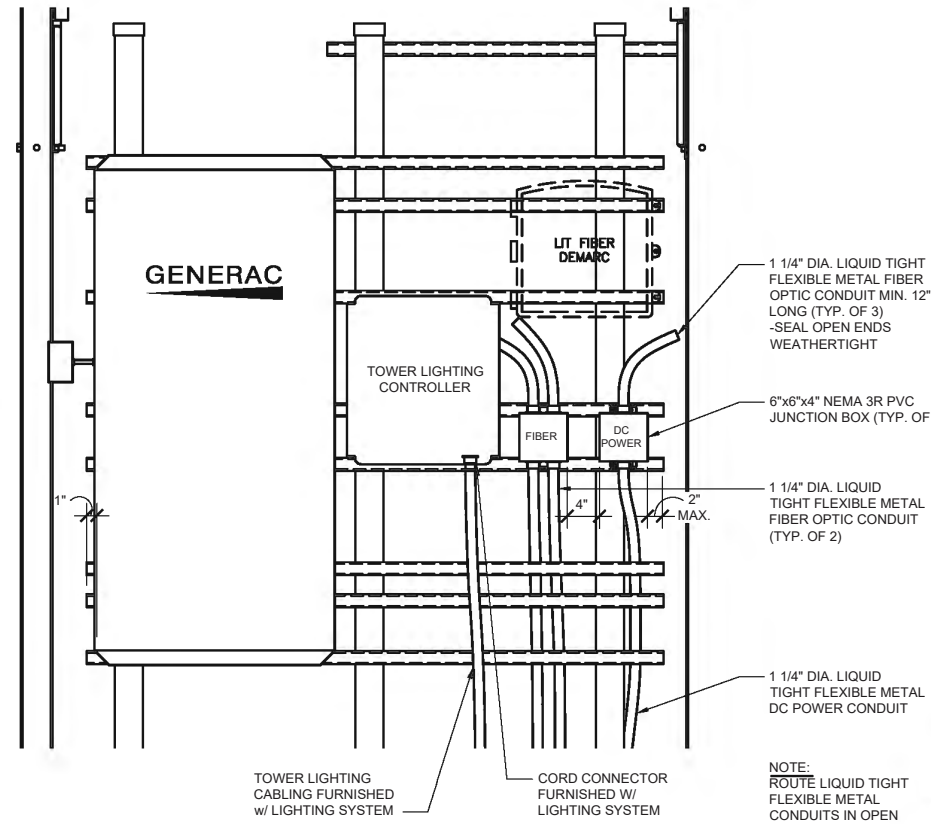 GENERAC
LIT FIBER
DEMARC
TOWER LIGHTING
CONTROLLER
FIBER
DC
POWER
1"
4"
2"
MAX.
1 1/4" DIA. LIQUID TIGHT
FLEXIBLE METAL FIBER
OPTIC CONDUIT MIN. 12"
LONG (TYP. OF 3)
-SEAL OPEN ENDS
WEATHERTIGHT
6"x6"x4" NEMA 3R PVC
JUNCTION BOX (TYP. OF
1 1/4" DIA. LIQUID
TIGHT FLEXIBLE METAL
FIBER OPTIC CONDUIT
(TYP. OF 2)
1 1/4" DIA. LIQUID
TIGHT FLEXIBLE METAL
DC POWER CONDUIT
TOWER LIGHTING
CABLING FURNISHED
w/ LIGHTING SYSTEM
CORD CONNECTOR
FURNISHED W/
LIGHTING SYSTEM
NOTE:
ROUTE LIQUID TIGHT
FLEXIBLE METAL
CONDUITS IN OPEN